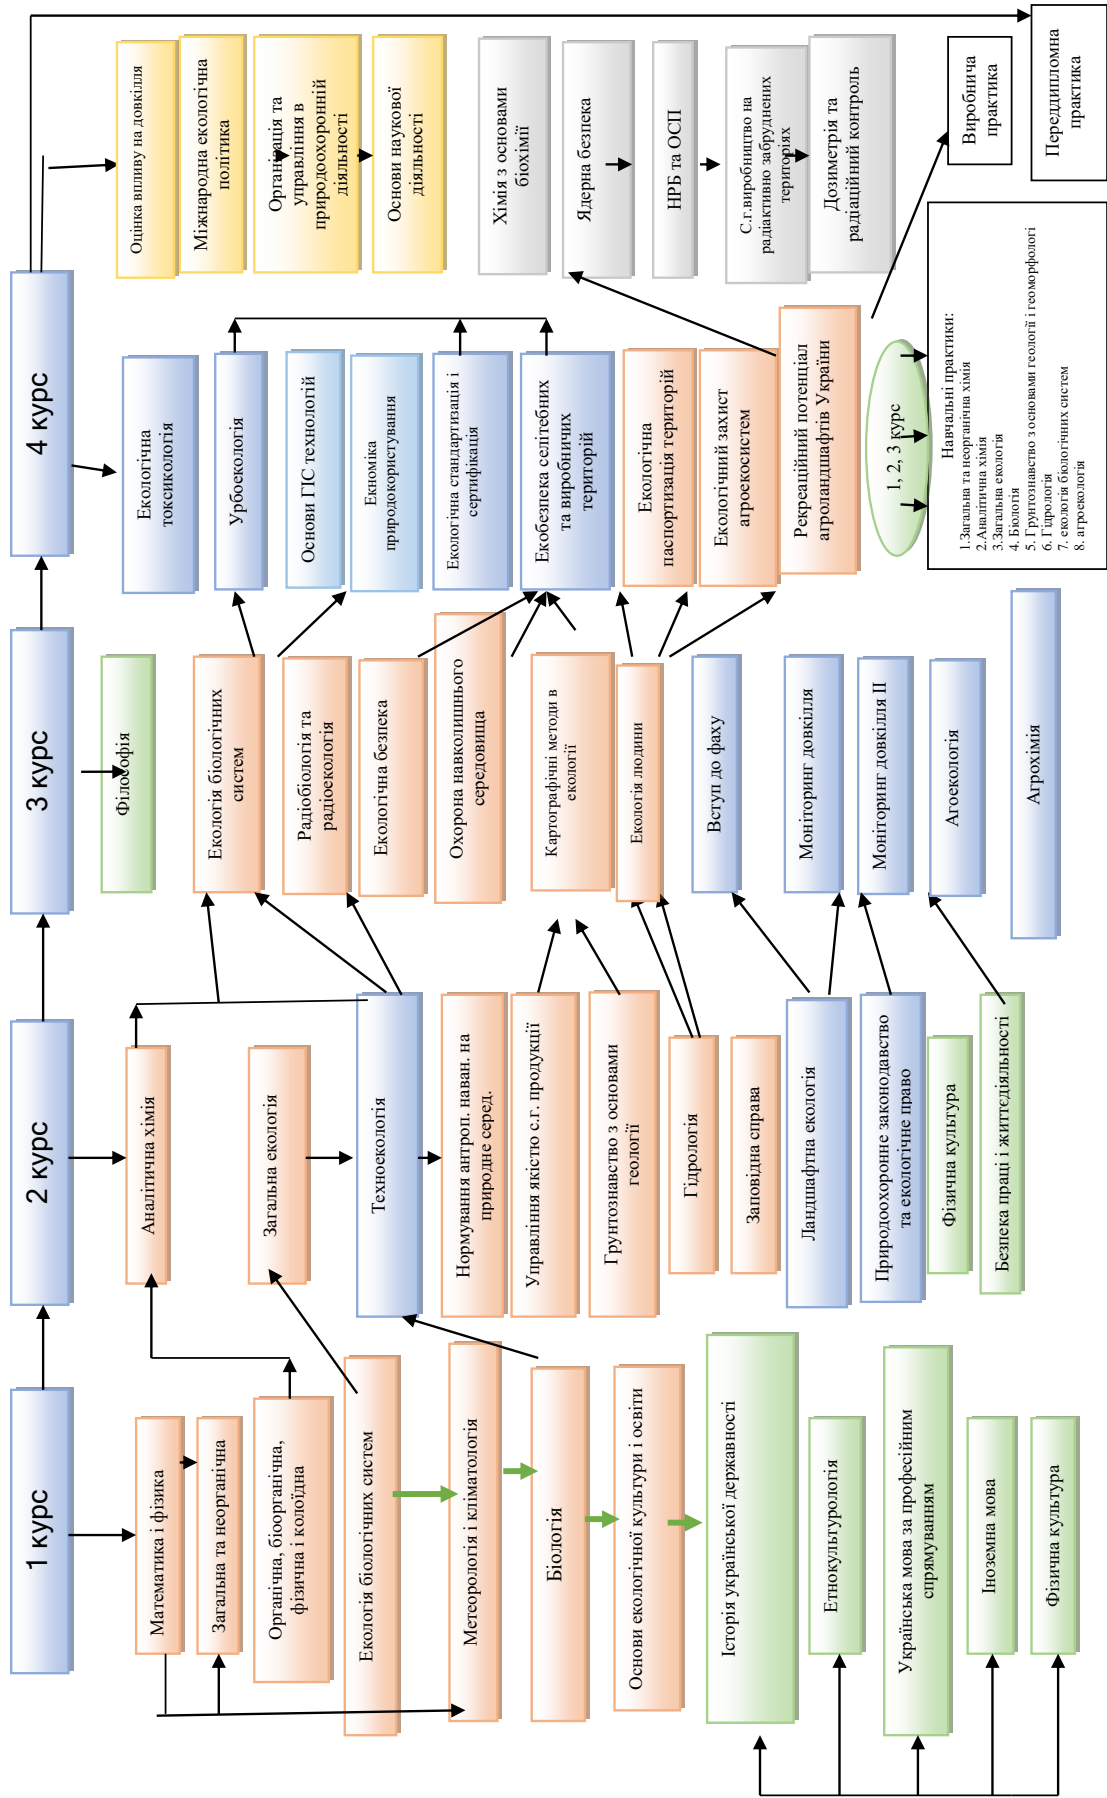 1 курс
Математика і фізика
Загальна та неорганічна
Органічна, біоорганічна,
фізична і колоїдна
Екологія біологічних систем
Метеорологія і кліматологія
Біологія
Основи екологічної культури і освіти
Історія української державності
Етнокультурологія
Українська мова за професійним
спрямуванням
Іноземна мова
Фізична культура
2 курс
Аналітична хімія
Загальна екологія
Техноекологія
Нормування антроп. наван. на
природне серед.
Управління якістю с.г. продукції
Грунтознавство з основами
геології
Гідрологія
Заповідна справа
Ландшафтна екологія
Природоохоронне законодавство
та екологічне право
Фізична культура
Безпека праці і життєдіяльності
3 курс
Філософія
Екологія біологічних
систем
Радіобіологія та
радіоекологія
Екологічна безпека
Охорона навколишнього
середовища
Картографічні методи в
екології
Екологія людини
Вступ до фаху
Моніторинг довкілля
Моніторинг довкілля ІІ
Агоекологія
Агрохімія
4 курс
Екологічна
токсикологія
Урбоекологія
Основи ГІС технологій
Екноміка
природокористування
Екологічна стандартизація і
сертифікація
Екобезпека селітебних
та виробничих
територій
Екологічна
паспортизація територій
Екологічний захист
агроекосистем
Рекреаційний потенціал
агроландшафтів України
1, 2, 3 курс
Навчальні практики:
1.Загальна та неорганічна хімія
2.Аналітична хімія
3.Загальна екологія
4. Біологія
5. Грунтознавство з основами геології і геоморфологі
6. Гідрологія
7. екологія біологічних систем
8. агроекологія
Оцінка впливу на довкілля
Міжнародна екологічна
політика
Організація та
управління в
природоохоронній
діяльності
Основи наукової
діяльності
Хімія з основами
біохімії
Ядерна безпека
НРБ та ОСП
С.г.виробництво на
радіактивно забруднених
територіях
Дозиметрія та
радіаційний контроль
Виробнича
практика
Переддипломна
практика